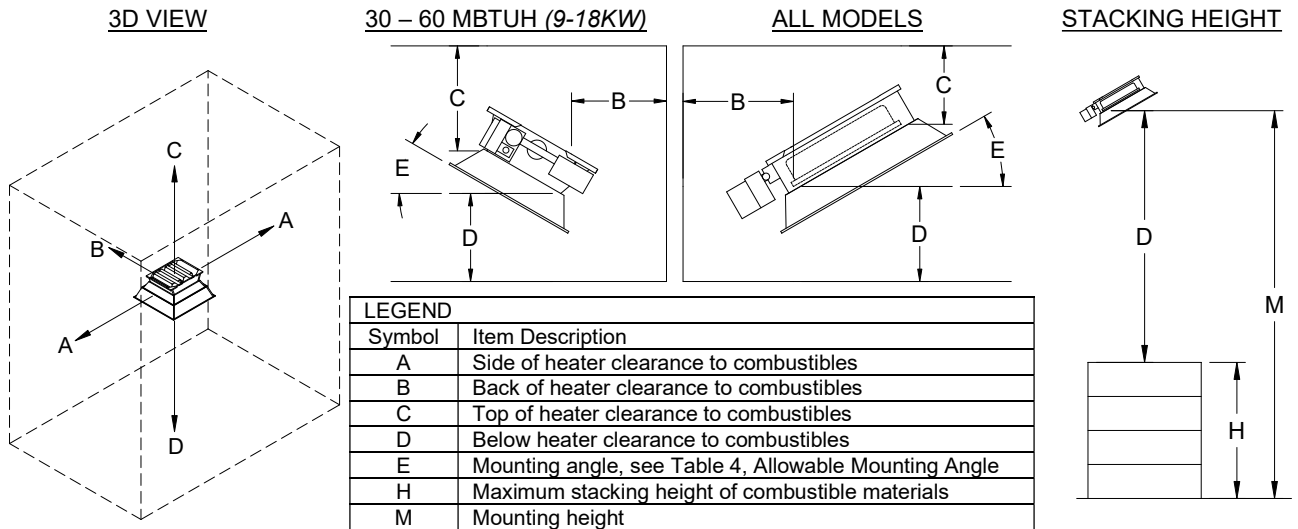 3D VIEW
30 – 60 MBTUH (9-18KW)
ALL MODELS
STACKING HEIGHT
C
A
B
A
D
C
B
E
D
B
C
E
D
D
M
H
LEGEND
Symbol Item Description
A Side of heater clearance to combustibles
B Back of heater clearance to combustibles
C Top of heater clearance to combustibles
D Below heater clearance to combustibles
E Mounting angle, see Table 4, Allowable Mounting Angle
H Maximum stacking height of combustible materials
M Mounting height